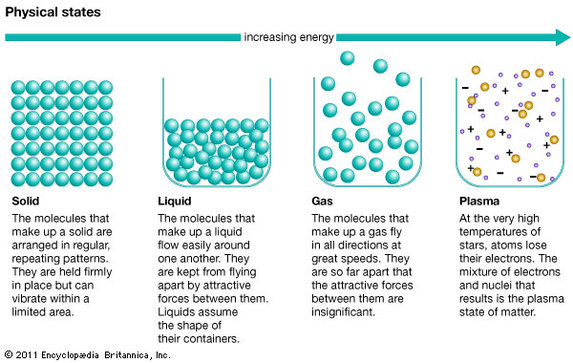 Physical states
increasing energy
Solid
The molecules that
make up a solid are
arranged in regular,
repeating patterns.
They are held firmly
in place but can
vibrate within a
limited area.
Liquid
The molecules that
make up a liquid
flow easily around
one another. They
are kept from flying
apart by attractive
forces between them.
Liquids assume
the shape of
their containers.
Gas
The molecules that
make up a gas fly
in all directions at
great speeds. They
are so far apart that
the attractive forces
between them are
insignificant.
Plasma
At the very high
temperatures of
stars, atoms lose
their electrons. The
mixture of electrons
and nuclei that
results is the plasma
state of matter.
© 2011 Encyclopædia Britannica, Inc.